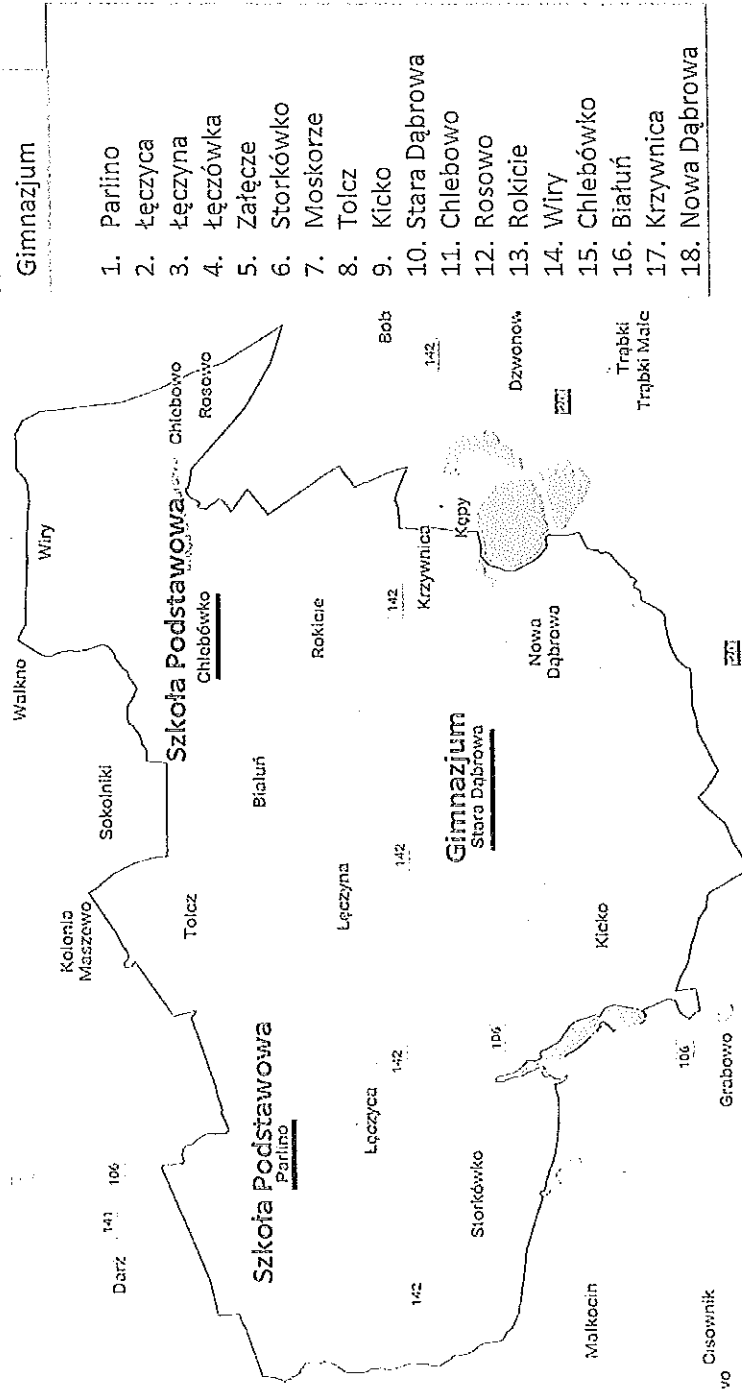 Gimnazjum
1. Parlino
2. Łęczyca
3. Łęczyna
4. Łęczówka
5. Załęcze
6. Storkówko
7. Moskorze
8. Tolcz
9. Kicko
10. Stara Dąbrowa
11. Chlebowo
12. Rosowo
13. Rokicie
14. Wiry
15. Chlebówko
16. Białuń
17. Krzywnica
18. Nowa Dąbrowa
Walkno
Wiry
Kolonia
Maszewo
Sokolniki
Darż
141
106
Tolcz
Szkoła Podstawowa
Chlebówko
Chlebowo
Rosowo
Szkoła Podstawowa
Parlino
Białuń
Rokicie
Łęczyca
Łęczyna
142
142
142
142
Krzywnica
Bob
142
Kępy
Storkówko
106
Gimnazjum
Stara Dąbrowa
Nowa
Dąbrowa
Dzwonow
Małkocin
Kicko
Trąbki
Trąbki Małe
106
Grabowo
Cisownik
vo